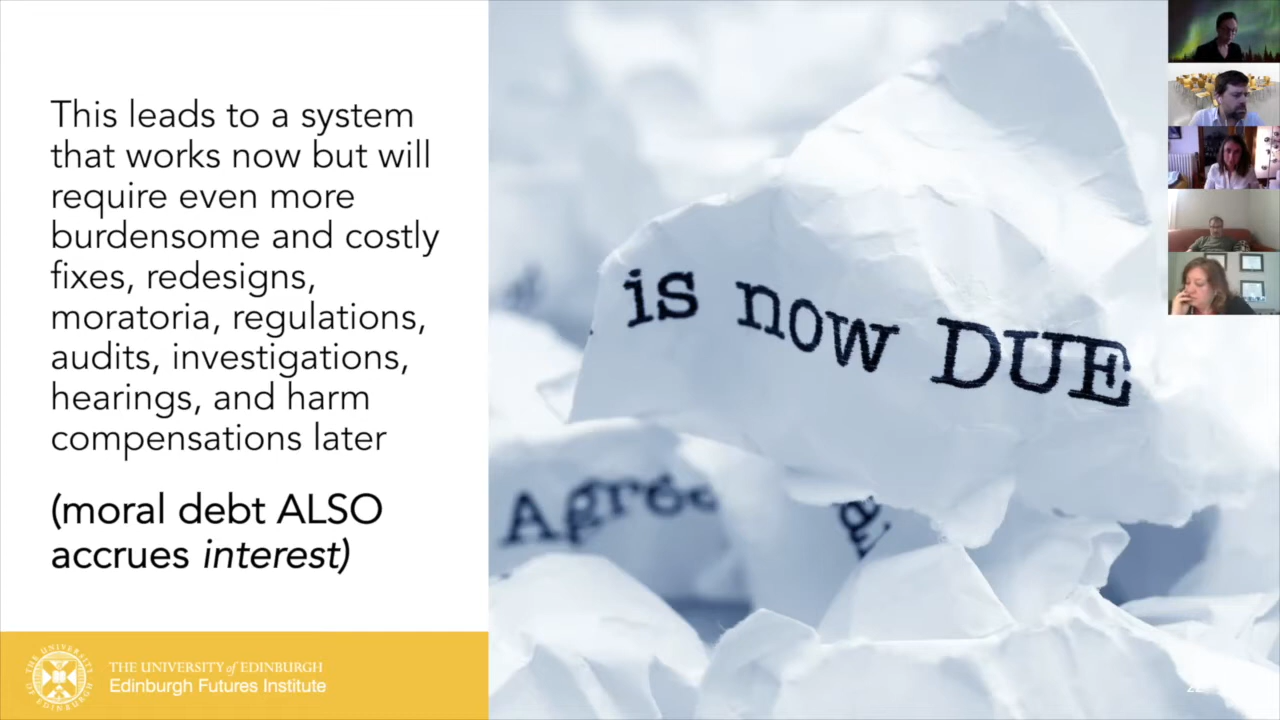 This leads to a system
that works now but will
require even more
burdensome and costly
fixes, redesigns,
moratoria, regulations,
audits, investigations,
hearings, and harm
compensations later
(moral debt ALSO
accrues interest)
THE UNIVERSITY of EDINBURGH
Edinburgh Futures Institute
is now DUE
Agree